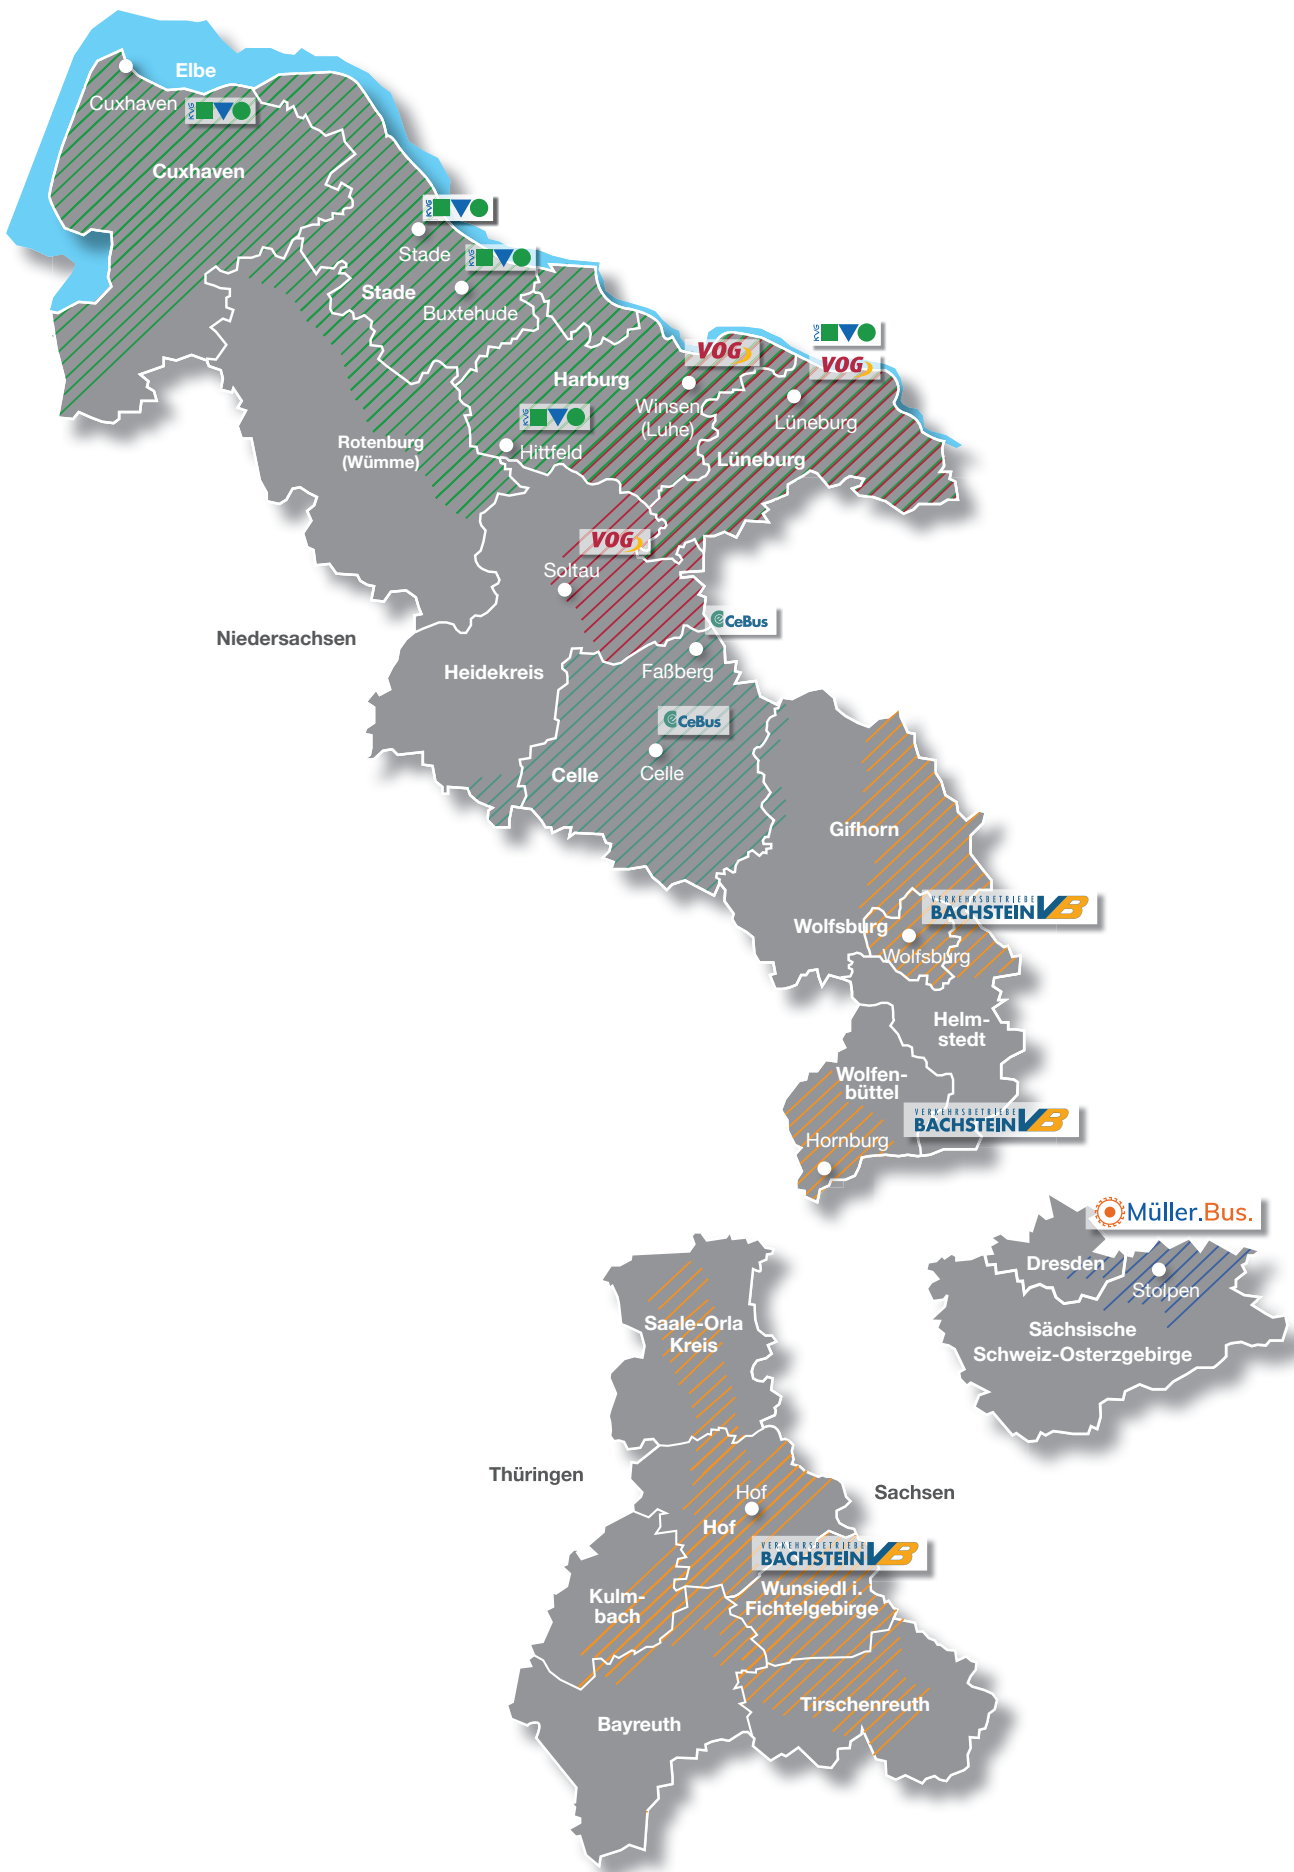 Elbe
Cuxhaven
KVG
Cuxhaven
KVG
Stade
KVG
Stade
Buxtehude
KVG
VOG
VOG
Harburg
Winsen
(Luhe)
Lüneburg
KVG
Hittfeld
Lüneburg
Rotenburg
(Wümme)
VOG
Soltau
CeBus
Niedersachsen
Heidekreis
Faßberg
CeBus
Celle
Celle
Gifhorn
VERKEHRSBETRIEBE
BACHSTEIN VB
Wolfsburg
Wolfsburg
Helm-
stedt
Wolfen-
büttel
VERKEHRSBETRIEBE
BACHSTEIN VB
Hornburg
Müller.Bus.
Dresden
Stolpen
Sächsische
Schweiz-Osterzgebirge
Saale-Orla
Kreis
Thüringen
Sachsen
Hof
Hof
VERKEHRSBETRIEBE
BACHSTEIN VB
Kulm-
bach
Wunsiedl i.
Fichtelgebirge
Tirschenreuth
Bayreuth